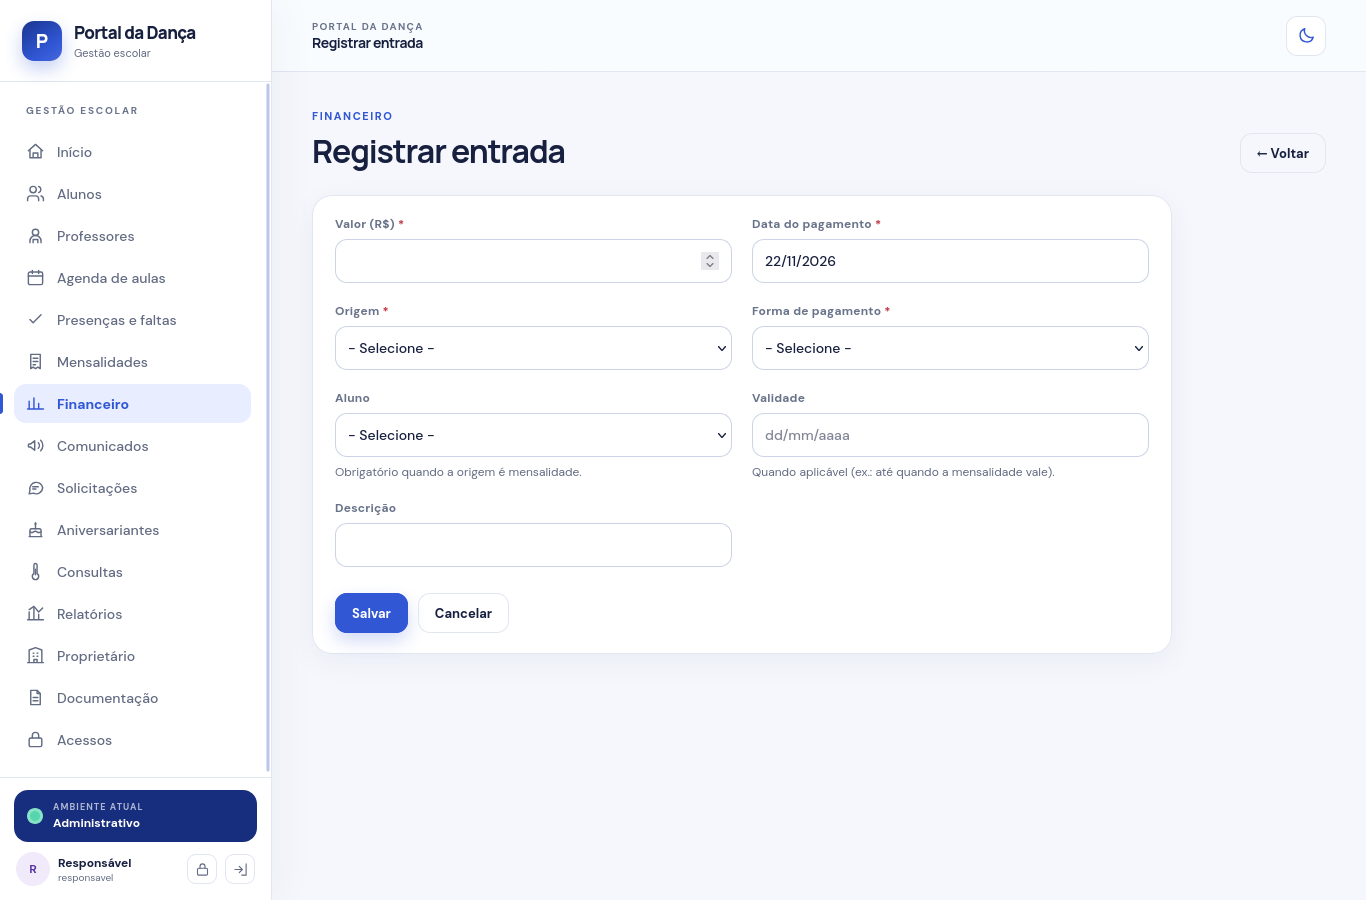 P
Portal da Dança
Gestão escolar
GESTÃO ESCOLAR
Início
Alunos
Professores
Agenda de aulas
Presenças e faltas
Mensalidades
Financeiro
Comunicados
Solicitações
Aniversariantes
Consultas
Relatórios
Proprietário
Documentação
Acessos
AMBIENTE ATUAL
Administrativo
R
Responsável
responsavel
PORTAL DA DANÇA
Registrar entrada
FINANCEIRO
Registrar entrada
← Voltar
Valor (R$) *
Data do pagamento *
22/11/2026
Origem *
Forma de pagamento *
– Selecione –
– Selecione –
Aluno
Validade
– Selecione –
dd/mm/aaaa
Obrigatório quando a origem é mensalidade.
Quando aplicável (ex.: até quando a mensalidade vale).
Descrição
Salvar
Cancelar